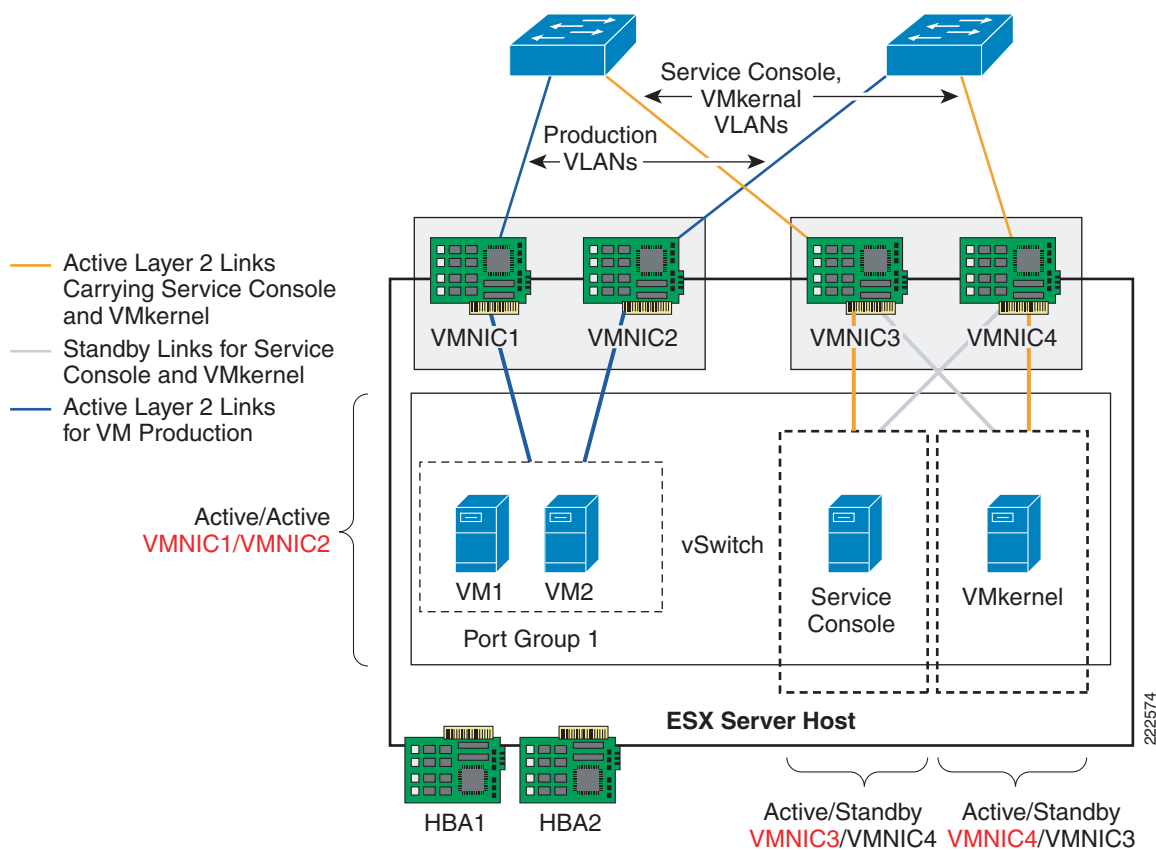 Service Console,
VMkernal
VLANs
Production
VLANs
Active Layer 2 Links
Carrying Service Console
and VMkernel
Standby Links for Service
Console and VMkernel
Active Layer 2 Links
for VM Production
VMNIC1
VMNIC2
VMNIC3
VMNIC4
Active/Active
VMNIC1/VMNIC2
VM1
VM2
Port Group 1
vSwitch
Service
Console
VMkernel
ESX Server Host
222574
HBA1
HBA2
Active/Standby
VMNIC3/VMNIC4
Active/Standby
VMNIC4/VMNIC3